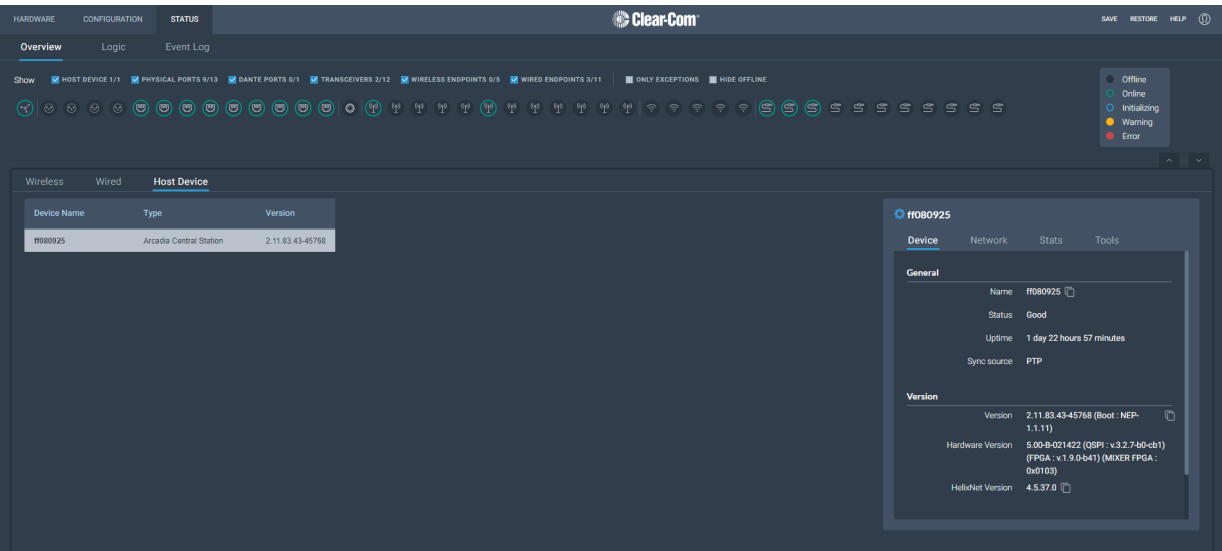 HARDWARE CONFIGURATION STATUS Clear-Com SAVE RESTORE HELP
Overview Logic Event Log
Show HOST DEVICE 1/1 PHYSICAL PORTS 9/13 DANTE PORTS 0/1 TRANSCEIVERS 2/12 WIRELESS ENDPOINTS 0/5 WIRED ENDPOINTS 3/11 ONLY EXCEPTIONS HIDE OFFLINE
Offline
Online
Initializing
Warning
Error
Wireless Wired Host Device
Device Name Type Version
ff080925 Arcadia Central Station 2.11.83.43-45768
ff080925
Device Network Stats Tools
General
Name ff080925
Status Good
Uptime 1 day 22 hours 57 minutes
Sync source PTP
Version
Version 2.11.83.43-45768 (Boot : NEP-
1.1.11)
Hardware Version 5.00-B-021422 (QSPI : v.3.2.7-b0-cb1)
(FPGA : v.1.9.0-b41) (MIXER FPGA :
0x0103)
HelixNet Version 4.5.37.0